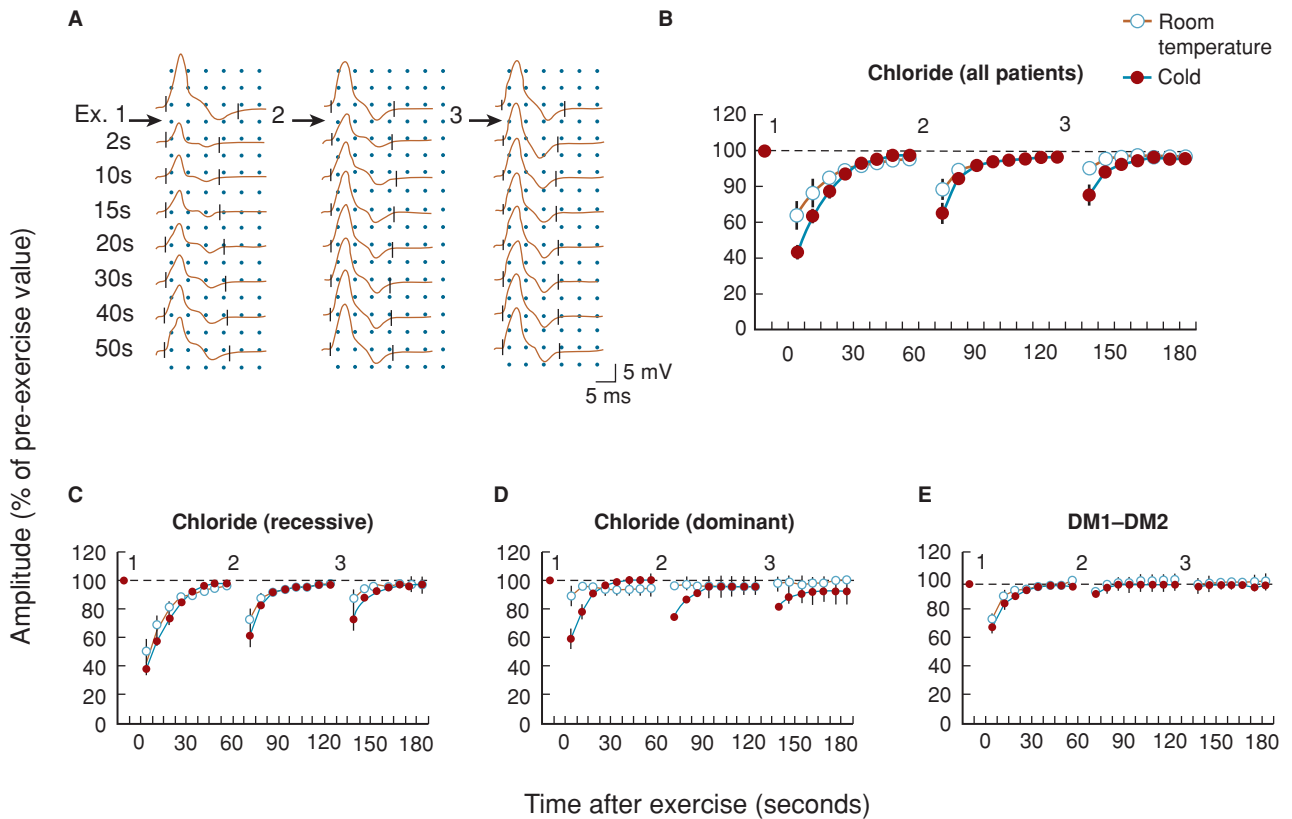 A
Ex. 1
2
3
2s
10s
15s
20s
30s
40s
50s
5 mV
5 ms
B
Room
temperature
Cold
Chloride (all patients)
120
100
90
60
40
20
0
1
2
3
0 30 60 90 120 150 180
Amplitude (% of pre-exercise value)
C
Chloride (recessive)
120
100
80
60
40
20
0
1
2
3
0 30 60 90 120 150 180
D
Chloride (dominant)
120
100
80
60
40
20
0
1
2
3
0 30 60 90 120 150 180
E
DM1–DM2
120
100
80
60
40
20
0
1
2
3
0 30 60 90 120 150 180
Time after exercise (seconds)